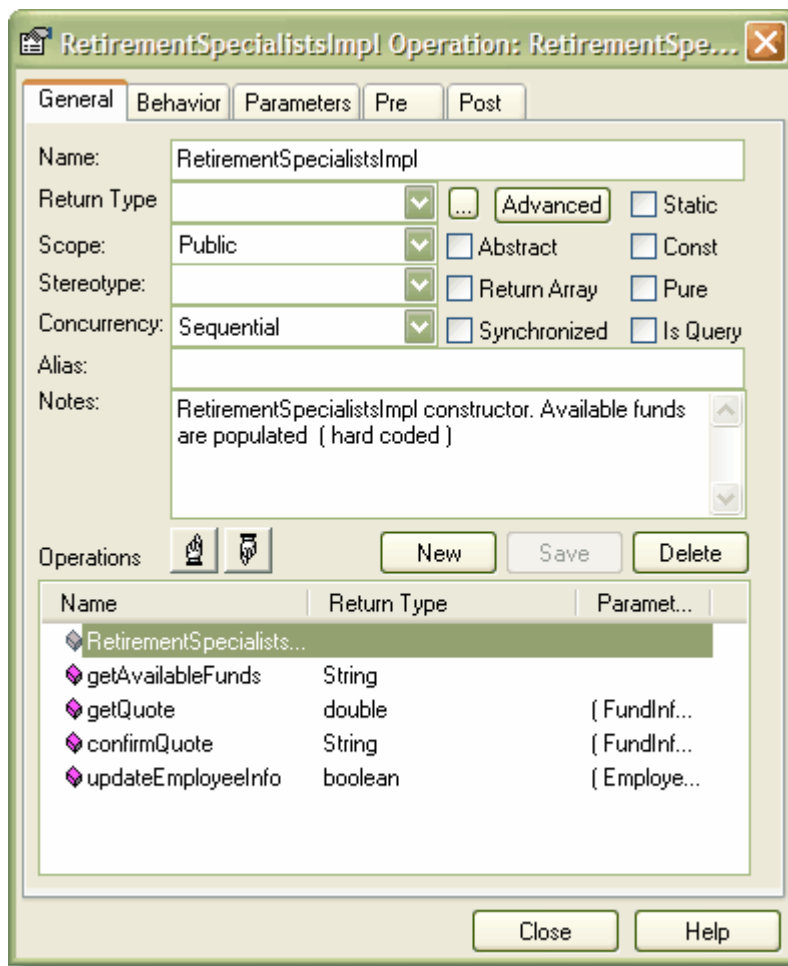 RetirementSpecialistsImpl Operation: RetirementSpe...
General Behavior Parameters Pre Post
Name: RetirementSpecialistsImpl
Return Type ... Advanced Static
Scope: Public Abstract Const
Stereotype: Return Array Pure
Concurrency: Sequential Synchronized Is Query
Alias:
Notes: RetirementSpecialistsImpl constructor. Available funds
are populated ( hard coded )
Operations New Save Delete
Name Return Type Paramet...
RetirementSpecialists...
getAvailableFunds String
getQuote double ( FundInf...
confirmQuote String ( FundInf...
updateEmployeeInfo boolean ( Employe...
Close Help